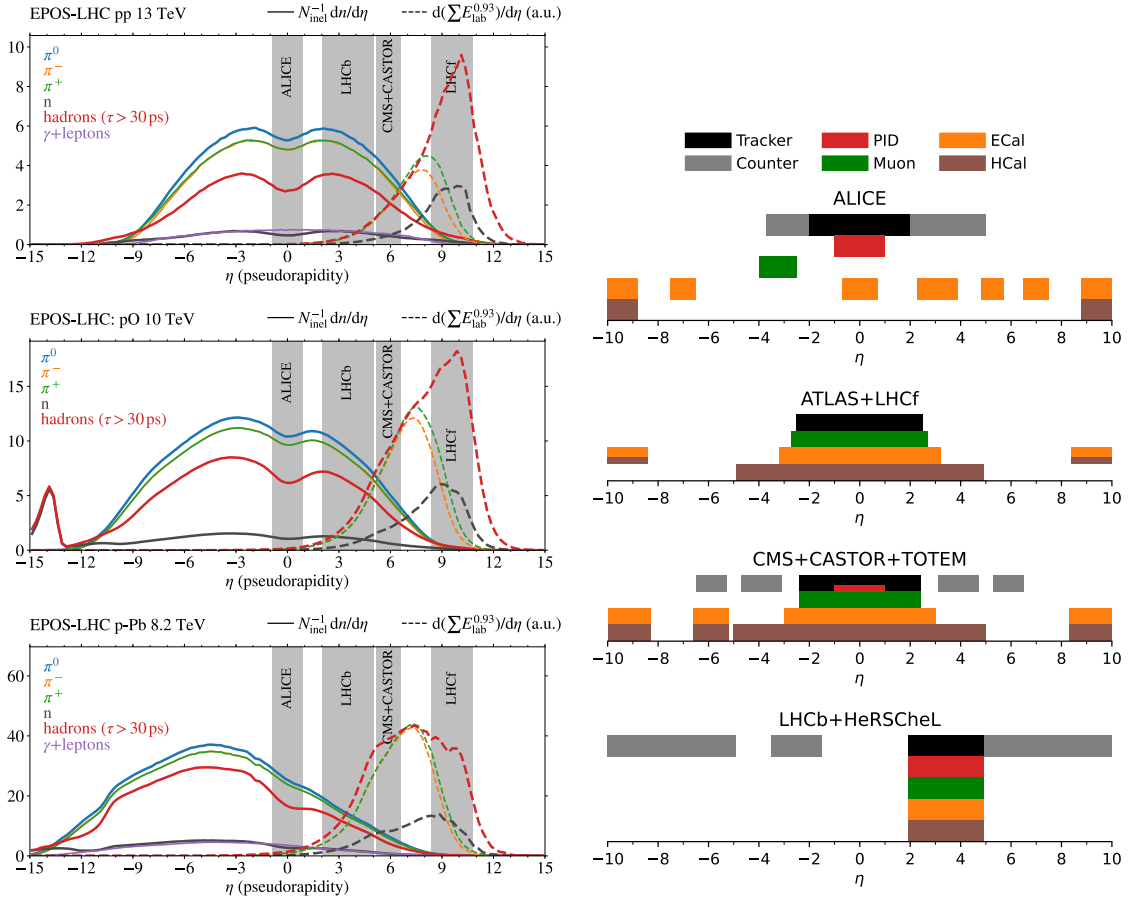 EPOS-LHC pp 13 TeV
N_inel^{-1} dn/dη
d(∑E_lab^{0.93})/dη (a.u.)
π⁰
π⁻
π⁺
n
hadrons (τ > 30 ps)
γ+leptons
ALICE
LHCb
CMS+CASTOR
LHCf
10
8
6
4
2
0
−15 −12 −9 −6 −3 0 3 6 9 12 15
η (pseudorapidity)
EPOS-LHC: pO 10 TeV
N_inel^{-1} dn/dη
d(∑E_lab^{0.93})/dη (a.u.)
π⁰
π⁻
π⁺
n
hadrons (τ > 30 ps)
ALICE
LHCb
CMS+CASTOR
LHCf
15
10
5
0
−15 −12 −9 −6 −3 0 3 6 9 12 15
η (pseudorapidity)
EPOS-LHC p-Pb 8.2 TeV
N_inel^{-1} dn/dη
d(∑E_lab^{0.93})/dη (a.u.)
π⁰
π⁻
π⁺
n
hadrons (τ > 30 ps)
γ+leptons
ALICE
LHCb
CMS+CASTOR
LHCf
60
40
20
0
−15 −12 −9 −6 −3 0 3 6 9 12 15
η (pseudorapidity)
Tracker PID ECal
Counter Muon HCal
ALICE
−10 −8 −6 −4 −2 0 2 4 6 8 10
η
ATLAS+LHCf
−10 −8 −6 −4 −2 0 2 4 6 8 10
η
CMS+CASTOR+TOTEM
−10 −8 −6 −4 −2 0 2 4 6 8 10
η
LHCb+HeRSCheL
−10 −8 −6 −4 −2 0 2 4 6 8 10
η